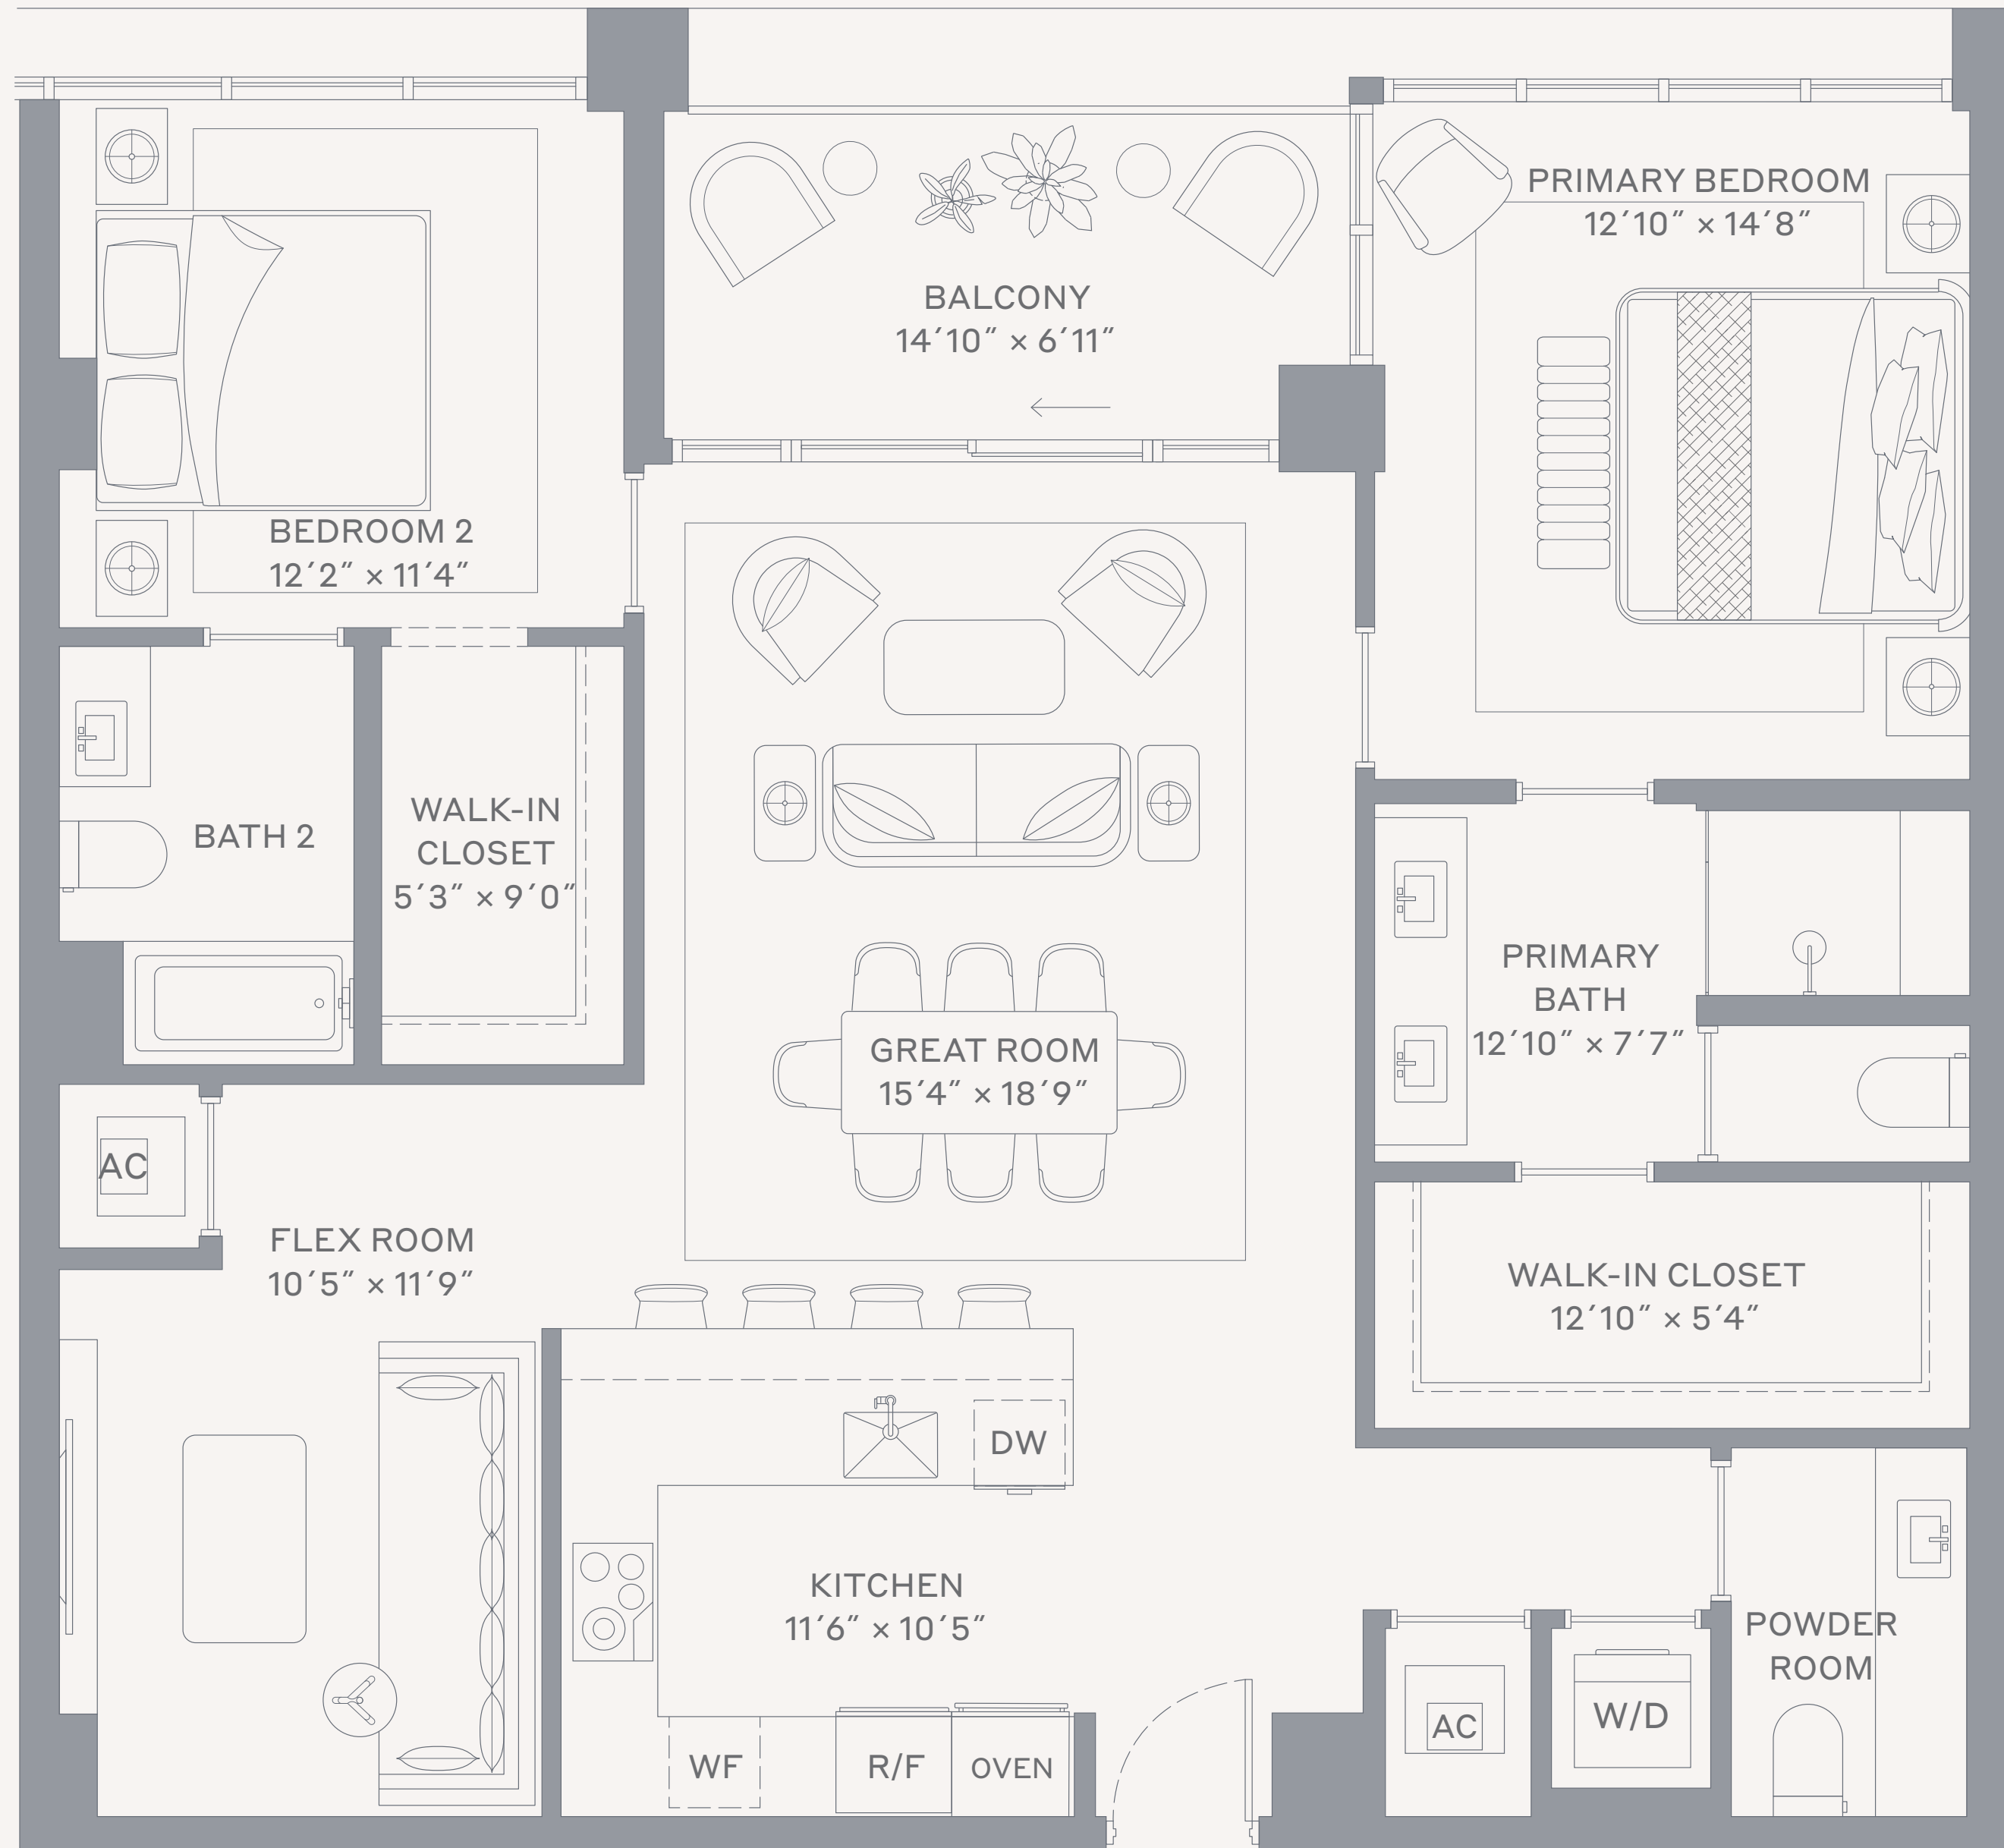 PRIMARY BEDROOM
12´10˝ × 14´8˝
BALCONY
14´10˝ × 6´11˝
BEDROOM 2
12´2˝ × 11´4˝
WALK-IN
CLOSET
5´3˝ × 9´0˝
BATH 2
PRIMARY
BATH
12´10˝ × 7´7˝
GREAT ROOM
15´4˝ × 18´9˝
AC
FLEX ROOM
10´5˝ × 11´9˝
WALK-IN CLOSET
12´10˝ × 5´4˝
DW
KITCHEN
11´6˝ × 10´5˝
POWDER
ROOM
WF
R/F
OVEN
AC
W/D